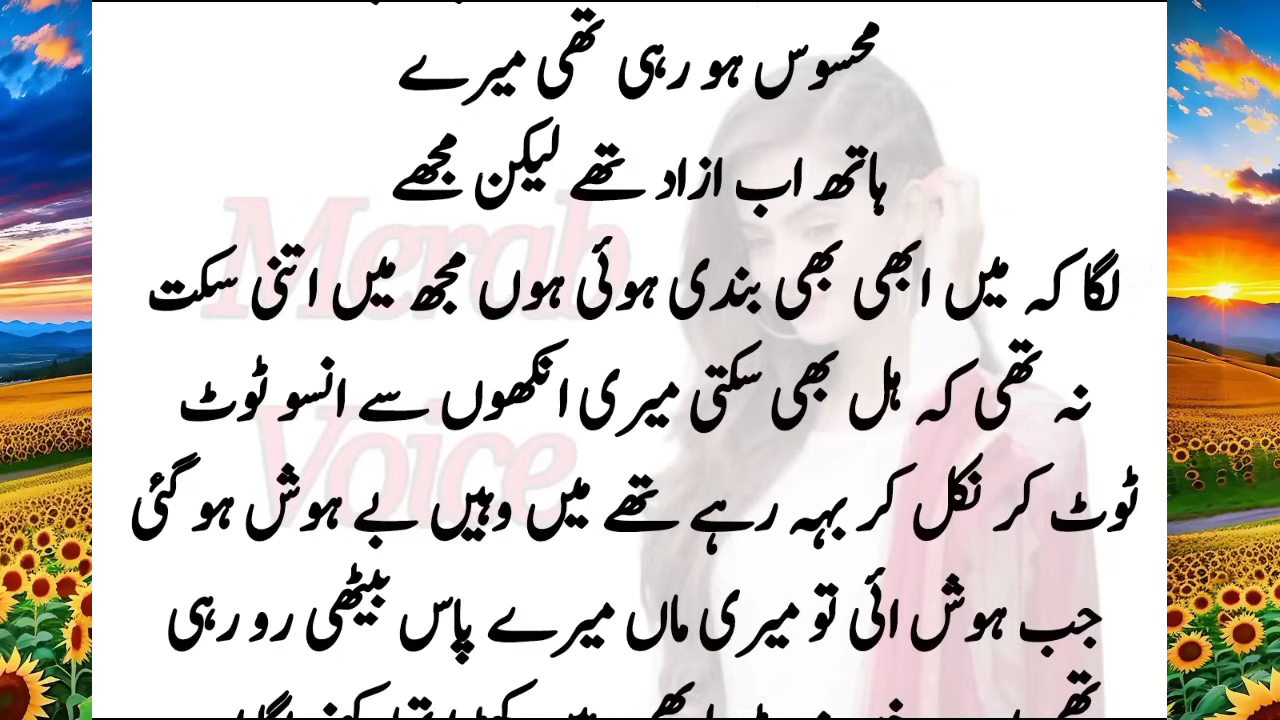 محسوس ہو رہی تھی میرے
ہاتھ اب ازاد تھے لیکن مجھے
لگا کہ میں ابھی بھی بندی ہوئی ہوں مجھ میں اتنی سکت
نہ تھی کہ ہل بھی سکتی میری انکھوں سے انسو ٹوٹ
ٹوٹ کر نکل کر بہہ رہے تھے میں وہیں بے ہوش ہو گئی
جب ہوش ائی تو میری ماں میرے پاس بیٹھی رو رہی
تھی
Merab
Voice